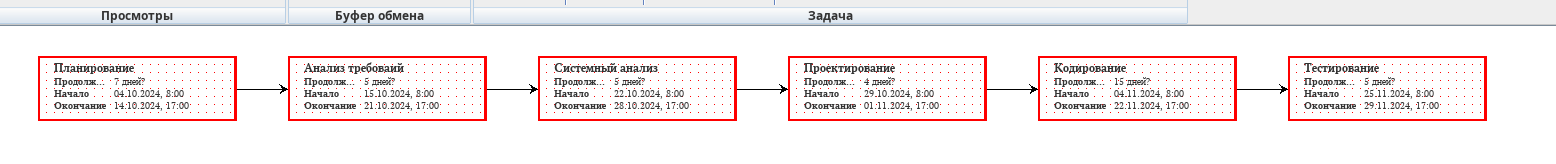 Просмотры
Буфер обмена
Задача
Планирование
Продолж... 7 дней?
Начало 04.10.2024, 8:00
Окончание 14.10.2024, 17:00
Анализ требоваий
Продолж... 5 дней?
Начало 15.10.2024, 8:00
Окончание 21.10.2024, 17:00
Системный анализ
Продолж... 5 дней?
Начало 22.10.2024, 8:00
Окончание 28.10.2024, 17:00
Проектирование
Продолж... 4 дней?
Начало 29.10.2024, 8:00
Окончание 01.11.2024, 17:00
Кодирование
Продолж... 15 дней?
Начало 04.11.2024, 8:00
Окончание 22.11.2024, 17:00
Тестирование
Продолж... 5 дней?
Начало 25.11.2024, 8:00
Окончание 29.11.2024, 17:00